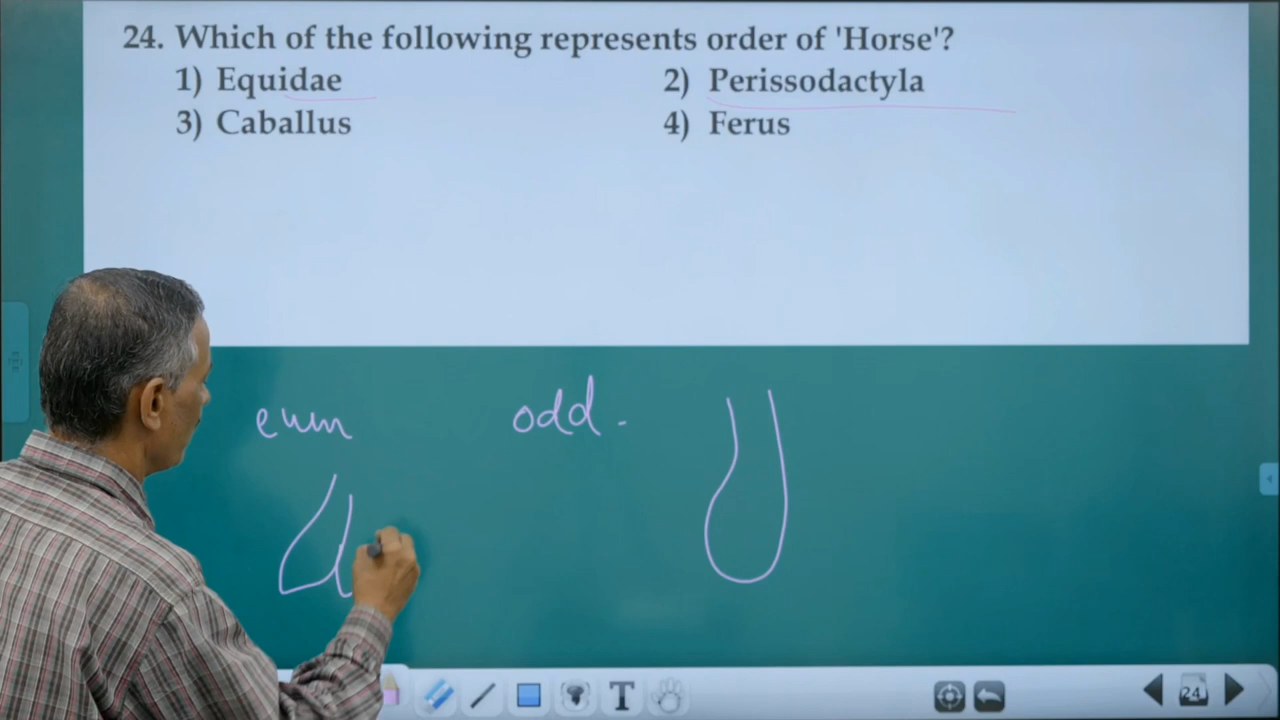 24. Which of the following represents order of 'Horse'?
1) Equidae 2) Perissodactyla
3) Caballus 4) Ferus
even odd.
T
24